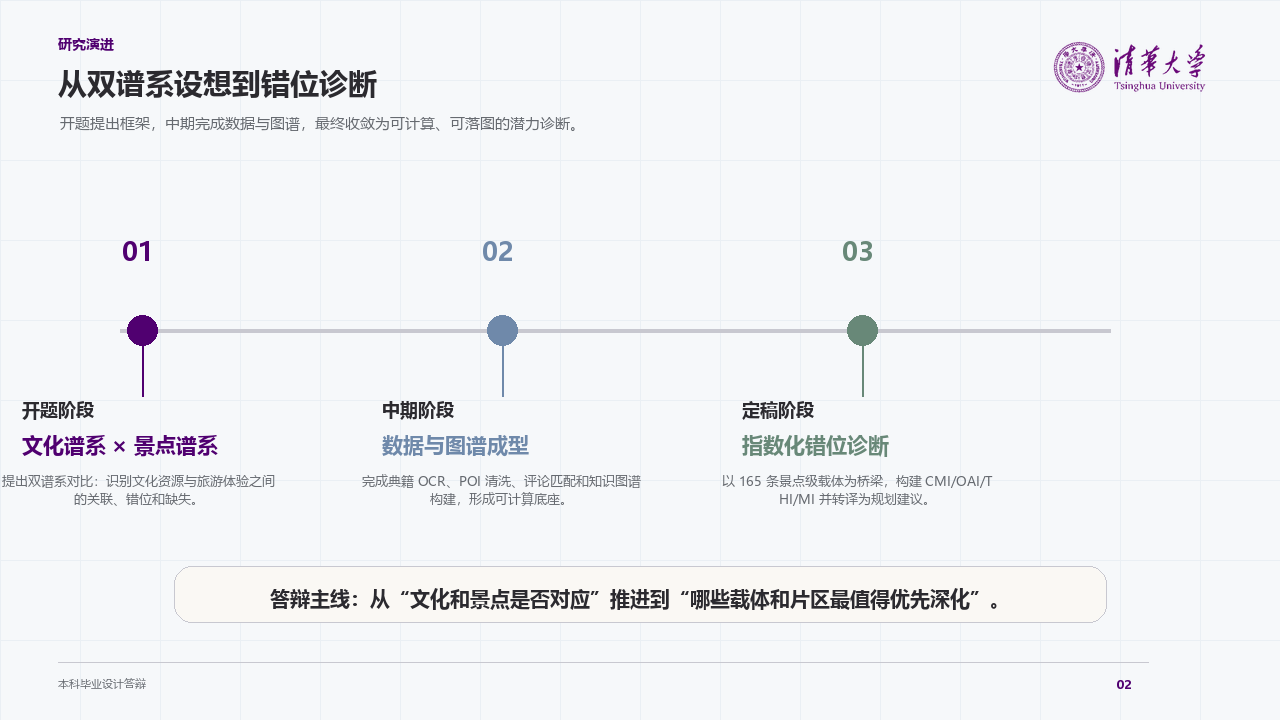 研究演进
从双谱系设想到错位诊断
开题提出框架，中期完成数据与图谱，最终收敛为可计算、可落图的潜力诊断。
清华大学
Tsinghua University
01
02
03
开题阶段
文化谱系 × 景点谱系
提出双谱系对比：识别文化资源与旅游体验之间
的关联、错位和缺失。
中期阶段
数据与图谱成型
完成典籍 OCR、POI 清洗、评论匹配和知识图谱
构建，形成可计算底座。
定稿阶段
指数化错位诊断
以 165 条景点级载体为桥梁，构建 CMI/OAI/T
HI/MI 并转译为规划建议。
答辩主线：从“文化和景点是否对应”推进到“哪些载体和片区最值得优先深化”。
本科毕业设计答辩
02